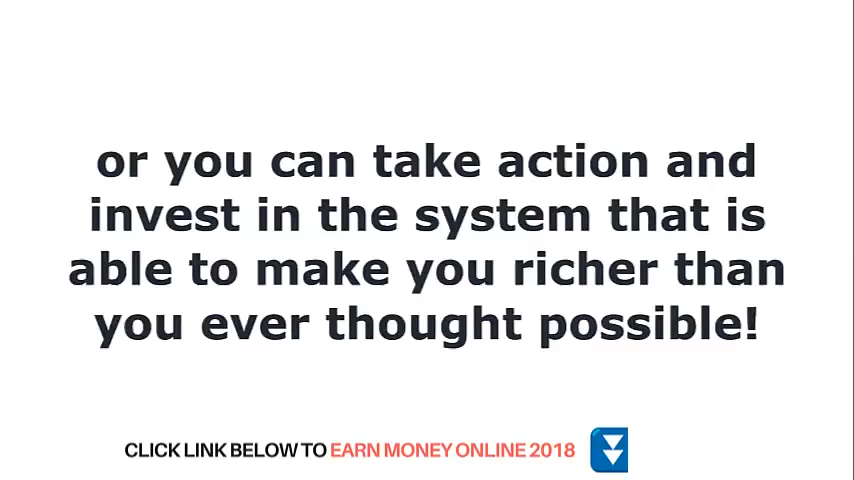 or you can take action and
invest in the system that is
able to make you richer than
you ever thought possible!
CLICK LINK BELOW TO EARN MONEY ONLINE 2018